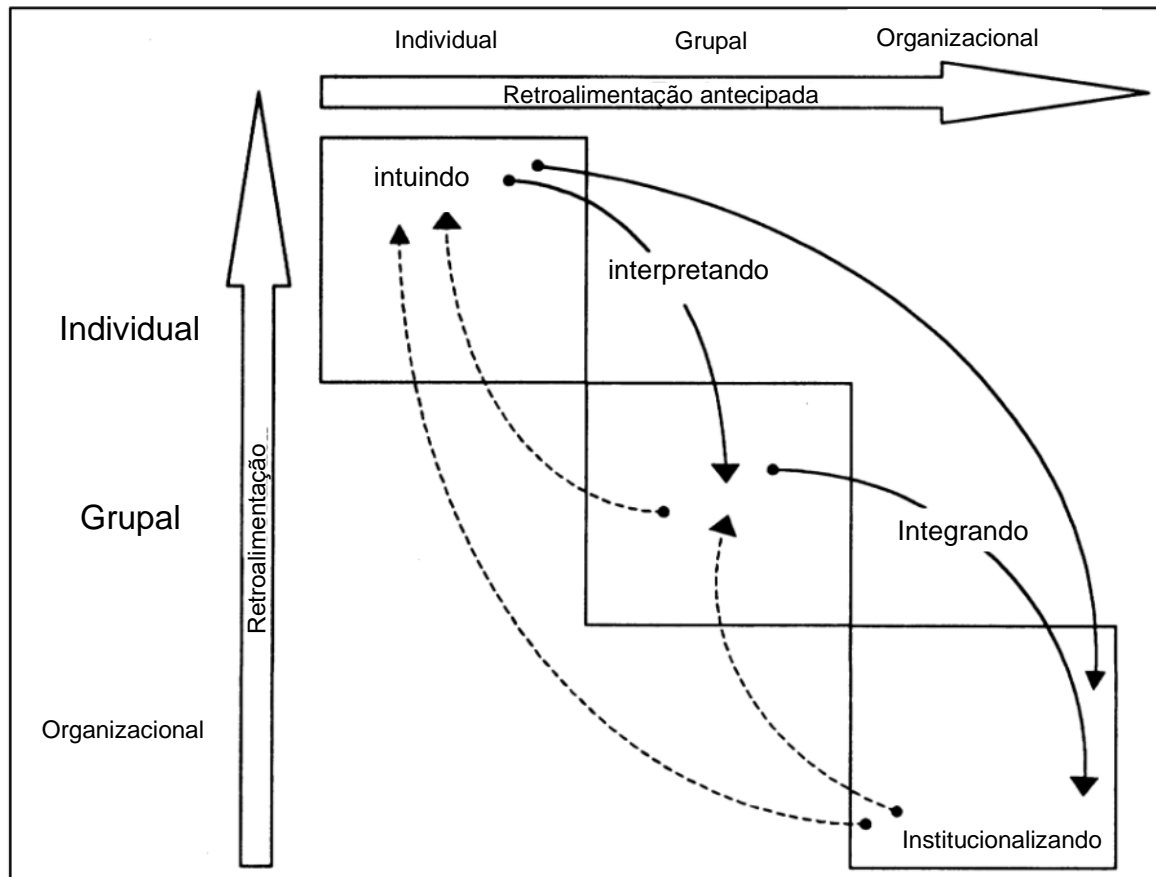 Individual
Grupal
Organizacional
Retroalimentação antecipada
intuindo
interpretando
Individual
Retroalimentação
Grupal
Integrando
Organizacional
Institucionalizando